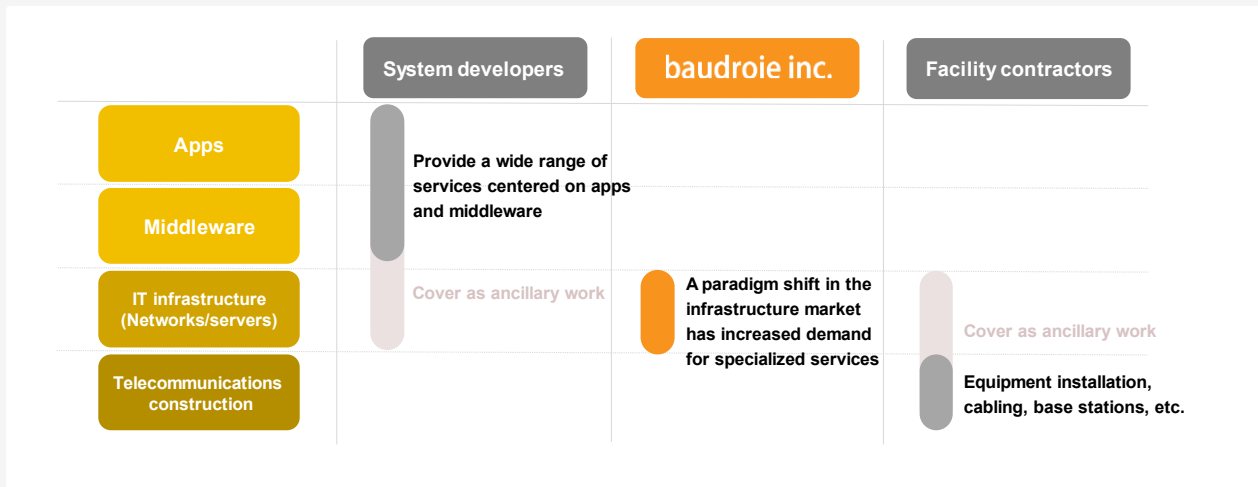 System developers
baudroie inc.
Facility contractors
Apps
Provide a wide range of
services centered on apps
and middleware
Middleware
IT infrastructure
(Networks/servers)
Cover as ancillary work
A paradigm shift in the
infrastructure market
has increased demand
for specialized services
Cover as ancillary work
Telecommunications
construction
Equipment installation,
cabling, base stations, etc.